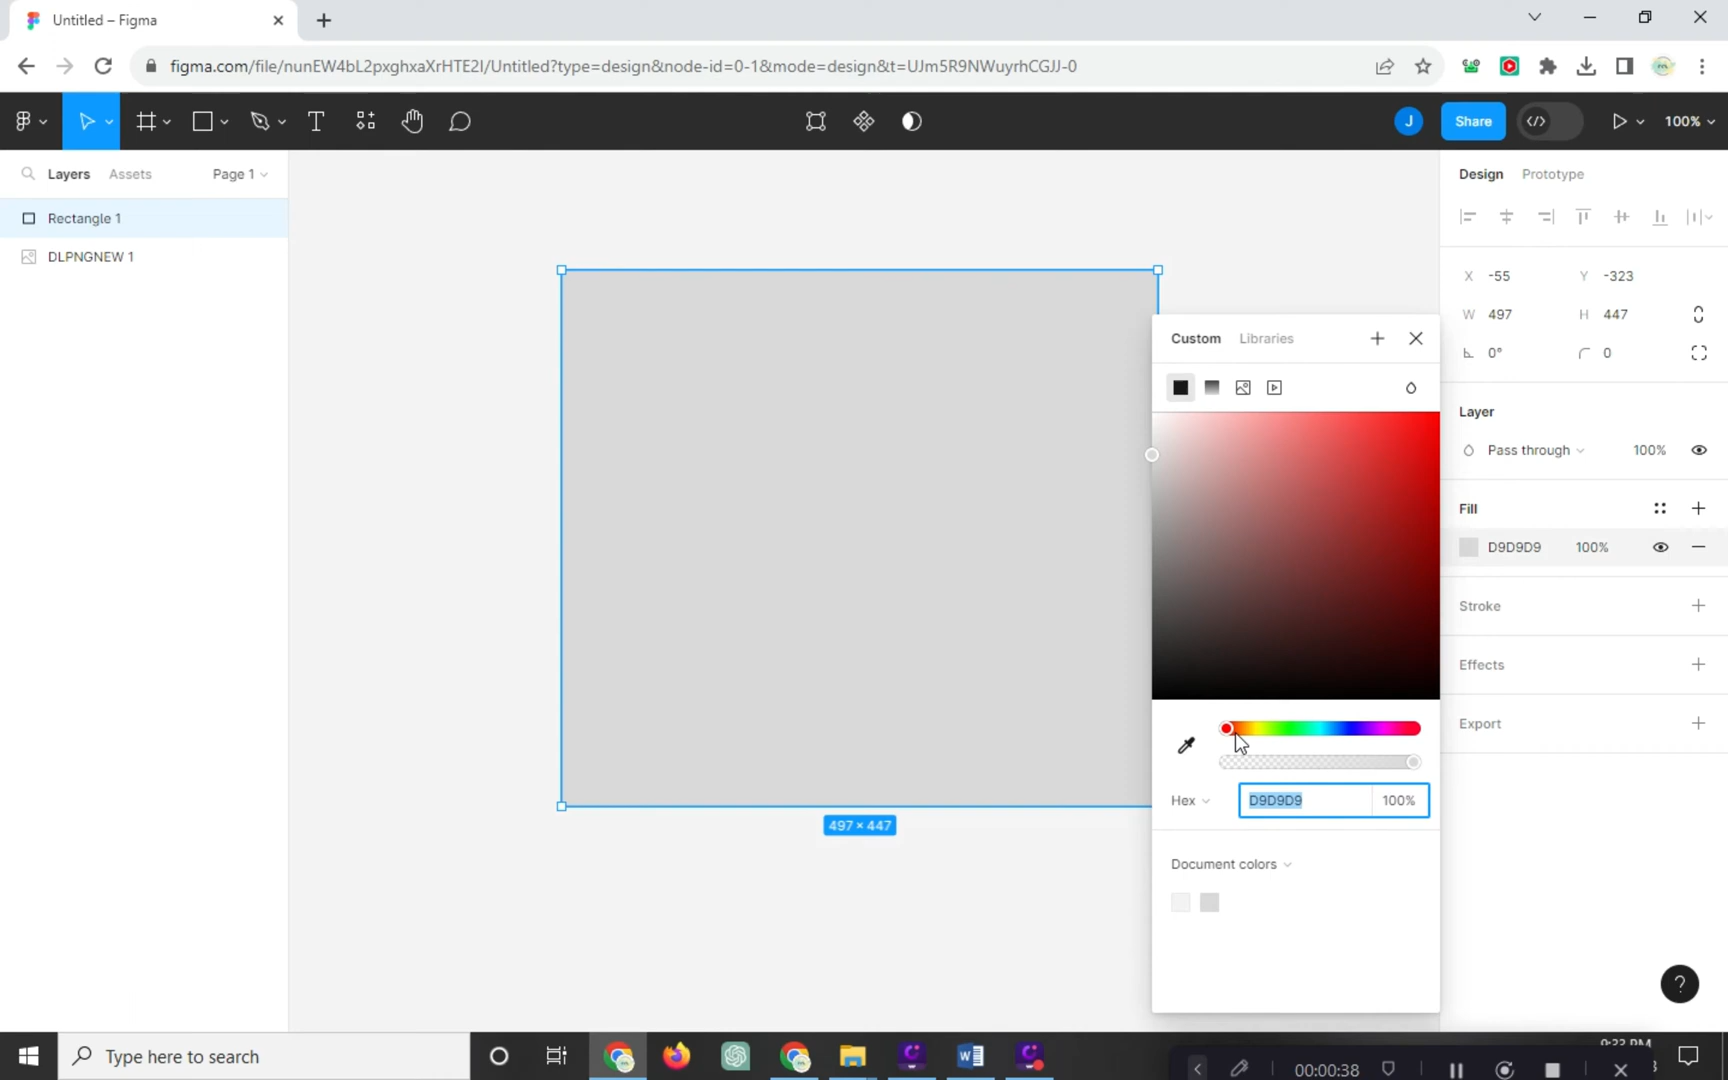 Untitled – Figma
figma.com/file/nunEW4bL2pxghxaXrHTE2I/Untitled?type=design&node-id=0-1&mode=design&t=UJm5R9NWuyrhCGJJ-0
J
Share
100%
Layers
Assets
Page 1
Rectangle 1
DLPNGNEW 1
497 × 447
Custom
Libraries
Hex
D9D9D9
100%
Document colors
Design
Prototype
X -55
Y -323
W 497
H 447
0°
0
Layer
Pass through
100%
Fill
D9D9D9
100%
Stroke
Effects
Export
?
Type here to search
00:00:38